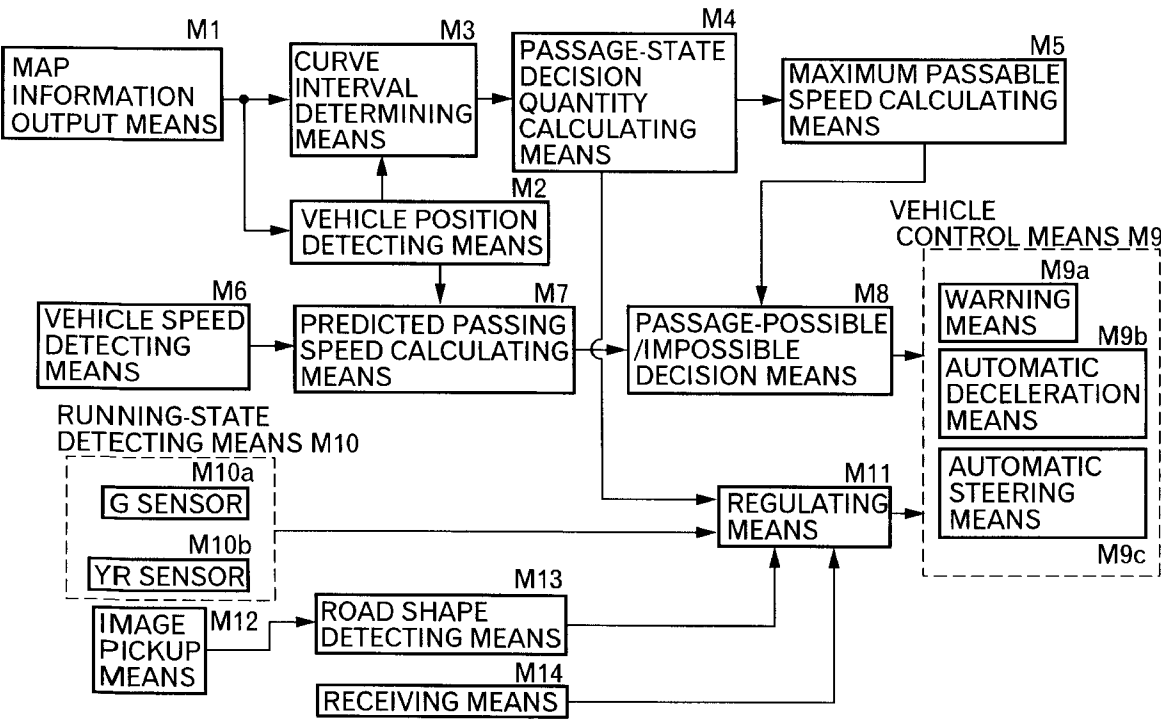 M1
MAP
INFORMATION
OUTPUT MEANS
M3
CURVE
INTERVAL
DETERMINING
MEANS
M4
PASSAGE-STATE
DECISION
QUANTITY
CALCULATING
MEANS
M5
MAXIMUM PASSABLE
SPEED CALCULATING
MEANS
M2
VEHICLE POSITION
DETECTING MEANS
M6
VEHICLE SPEED
DETECTING
MEANS
M7
PREDICTED PASSING
SPEED CALCULATING
MEANS
M8
PASSAGE-POSSIBLE
/IMPOSSIBLE
DECISION MEANS
VEHICLE
CONTROL MEANS M9
M9a
WARNING
MEANS
M9b
AUTOMATIC
DECELERATION
MEANS
AUTOMATIC
STEERING
MEANS
M9c
RUNNING-STATE
DETECTING MEANS M10
M10a
G SENSOR
M10b
YR SENSOR
M11
REGULATING
MEANS
M12
IMAGE
PICKUP
MEANS
M13
ROAD SHAPE
DETECTING MEANS
M14
RECEIVING MEANS